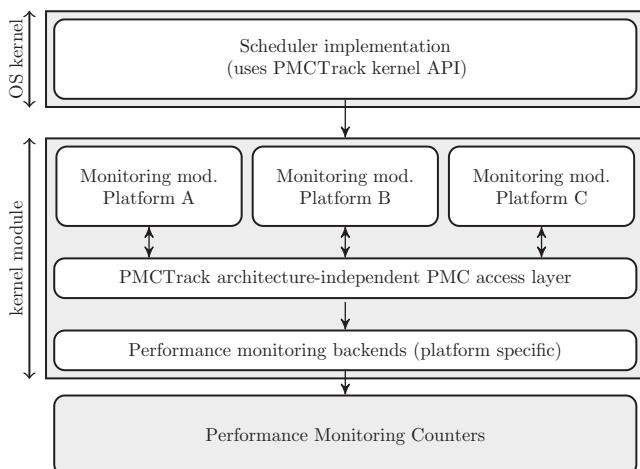 OS kernel
Scheduler implementation
(uses PMCTrack kernel API)
kernel module
Monitoring mod.
Platform A
Monitoring mod.
Platform B
Monitoring mod.
Platform C
PMCTrack architecture-independent PMC access layer
Performance monitoring backends (platform specific)
Performance Monitoring Counters